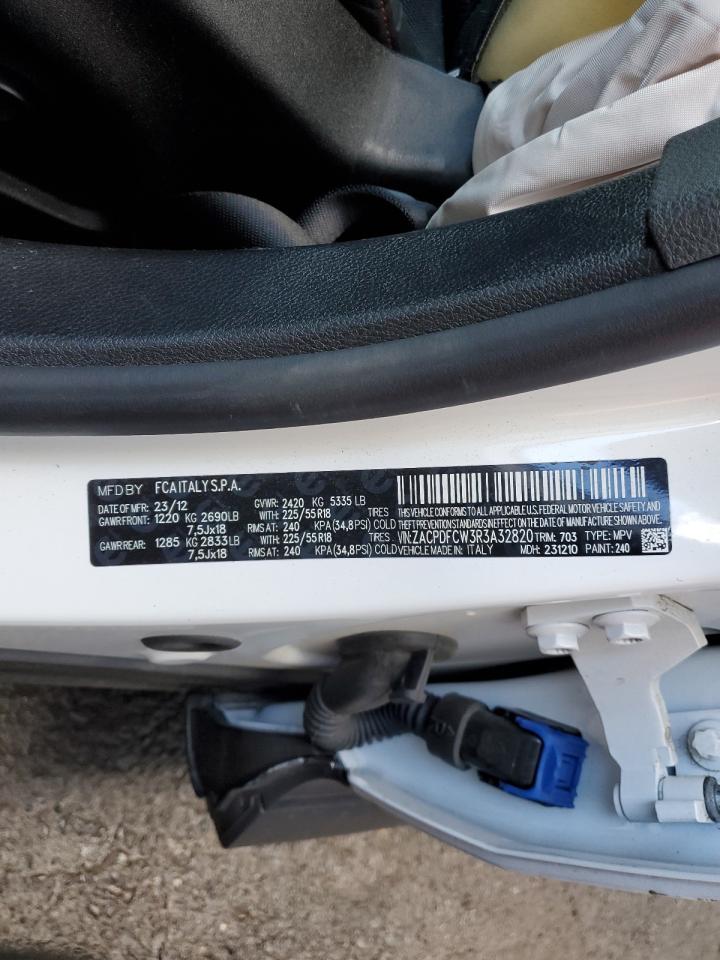 MFD BY FCA ITALY S.P.A.
DATE OF MFR: 23/12 GVWR: 2420 KG 5335 LB
GAWR FRONT: 1220 KG 2690LB WITH: 225/55 R18 TIRES
7,5Jx18 RIMS AT: 240 KPA (34,8PSI) COLD
GAWR REAR: 1285 KG 2833LB WITH: 225/55 R18 TIRES
7,5Jx18 RIMS AT: 240 KPA (34,8PSI) COLD
THIS VEHICLE CONFORMS TO ALL APPLICABLE U.S. FEDERAL MOTOR VEHICLE SAFETY
AND THEFT PREVENTION STANDARDS IN EFFECT ON THE DATE OF MANUFACTURE SHOWN ABOVE
VIN: ZACPDFCW3R3A32820 TRIM: 703 TYPE: MPV
VEHICLE MADE IN: ITALY MDH: 231210 PAINT: 240